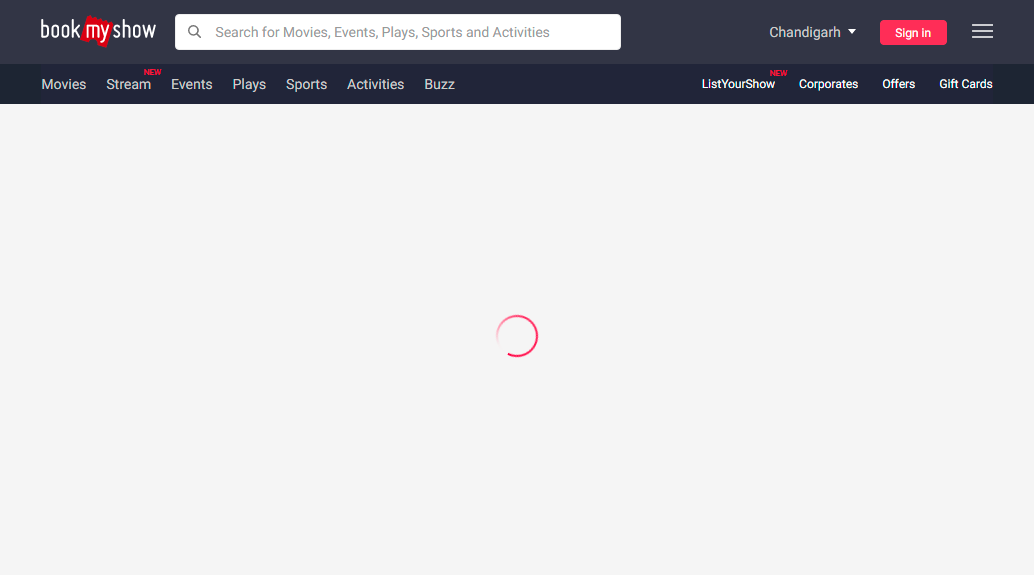 book my show
Search for Movies, Events, Plays, Sports and Activities
Chandigarh
Sign in
Movies
Stream
NEW
Events
Plays
Sports
Activities
Buzz
ListYourShow
NEW
Corporates
Offers
Gift Cards